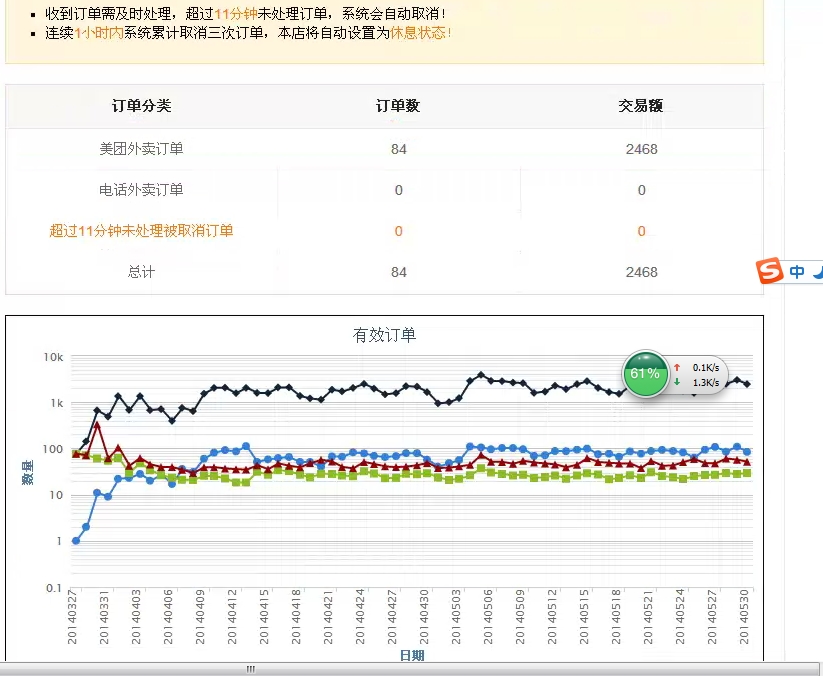 收到订单需及时处理，超过11分钟未处理订单，系统会自动取消！
连续1小时内系统累计取消三次订单，本店将自动设置为休息状态！
订单分类 订单数 交易额
美团外卖订单 84 2468
电话外卖订单 0 0
超过11分钟未处理被取消订单 0 0
总计 84 2468
中
有效订单
10k
61%
0.1K/s
1.3K/s
1k
100
数量
10
1
0.1
20140327 20140331 20140403 20140406 20140409 20140412 20140415 20140418 20140421 20140424 20140427 20140430 20140503 20140506 20140509 20140512 20140515 20140518 20140521 20140524 20140527 20140530
日期